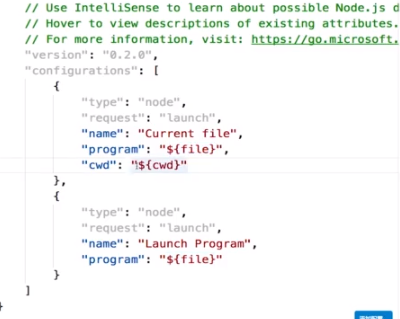 // Use IntelliSense to learn about possible Node.js d
// Hover to view descriptions of existing attributes.
// For more information, visit: https://go.microsoft.
"version": "0.2.0",
"configurations": [
{
"type": "node",
"request": "launch",
"name": "Current file",
"program": "${file}",
"cwd": "${cwd}"
},
{
"type": "node",
"request": "launch",
"name": "Launch Program",
"program": "${file}"
}
]
}